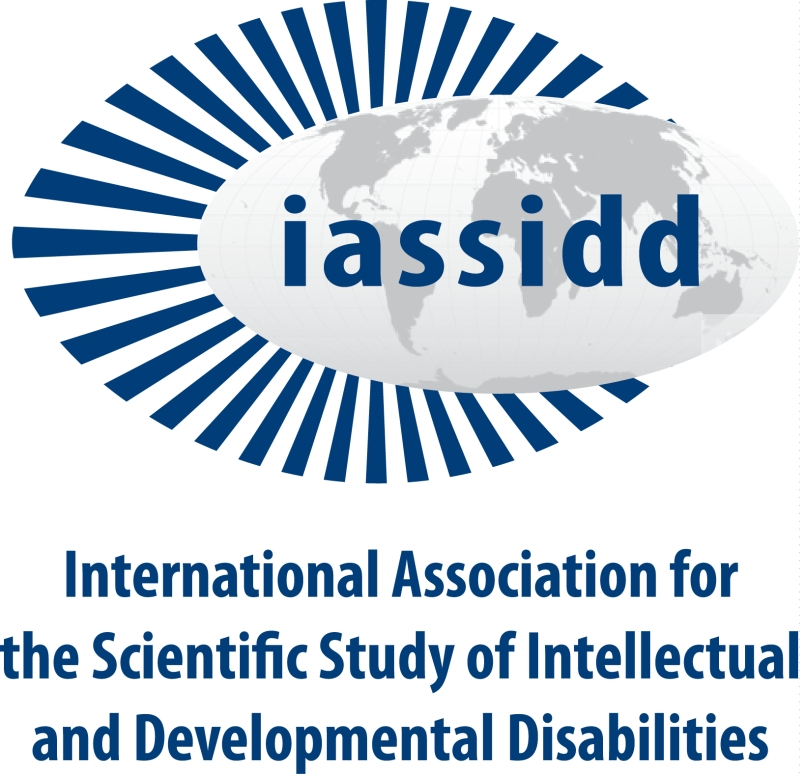 iassidd
International Association for
the Scientific Study of Intellectual
and Developmental Disabilities